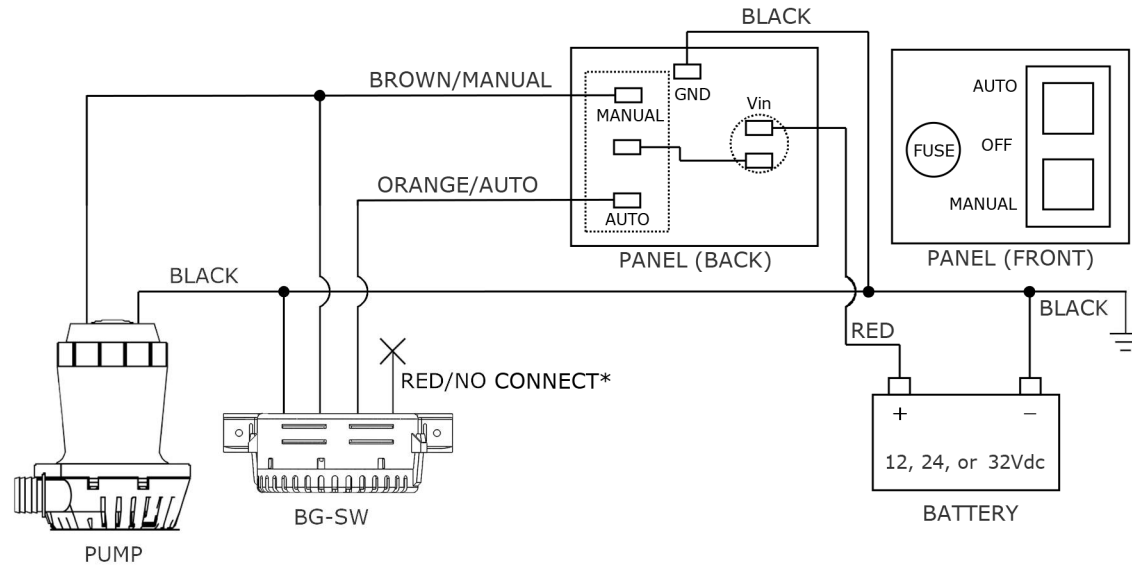 BLACK
BROWN/MANUAL
GND
MANUAL
Vin
AUTO
FUSE
OFF
MANUAL
ORANGE/AUTO
AUTO
PANEL (BACK)
PANEL (FRONT)
BLACK
BLACK
RED
RED/NO CONNECT*
+
−
12, 24, or 32Vdc
BG-SW
BATTERY
PUMP